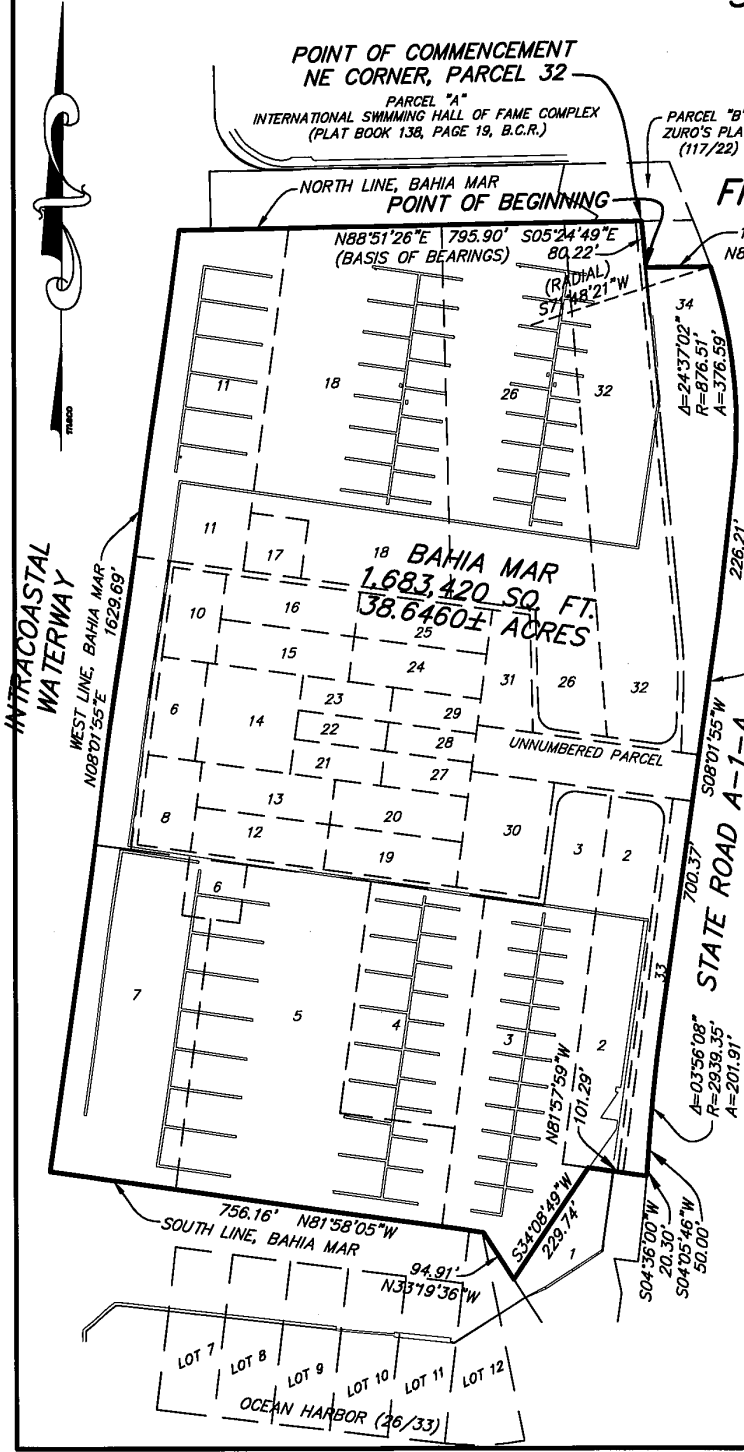 POINT OF COMMENCEMENT
NE CORNER, PARCEL 32
PARCEL "A"
INTERNATIONAL SWIMMING HALL OF FAME COMPLEX
(PLAT BOOK 138, PAGE 19, B.C.R.)
PARCEL "B"
ZURO'S PLA
(117/22)
NORTH LINE, BAHIA MAR
POINT OF BEGINNING
N88°51'26"E 795.90'
(BASIS OF BEARINGS)
S05°24'49"E
80.22'
(RADIAL)
S71°48'21"W
34
Δ=24°37'02"
R=876.51'
A=376.59'
11
18
26
32
226.21'
INTRACOASTAL
WATERWAY
WEST LINE, BAHIA MAR
N08°01'55"E 1629.69'
11
17
18
BAHIA MAR
1,683,420 SQ. FT.
38.6460± ACRES
10
16
25
15
24
31
26
32
6
14
23
29
22
28
21
27
UNNUMBERED PARCEL
S08°01'55"W
700.37'
STATE ROAD A-1-A
8
13
20
12
19
30
3
2
6
7
5
4
3
2
33
Δ=03°56'08"
R=2939.35'
A=201.91'
N81°57'59"W
101.29'
S34°08'49"W
229.74'
1
756.16' N81°58'05"W
SOUTH LINE, BAHIA MAR
94.91'
N33°19'36"W
S04°36'00"W
20.30'
S04°05'46"W
50.00'
LOT 7
LOT 8
LOT 9
LOT 10
LOT 11
LOT 12
OCEAN HARBOR (26/33)